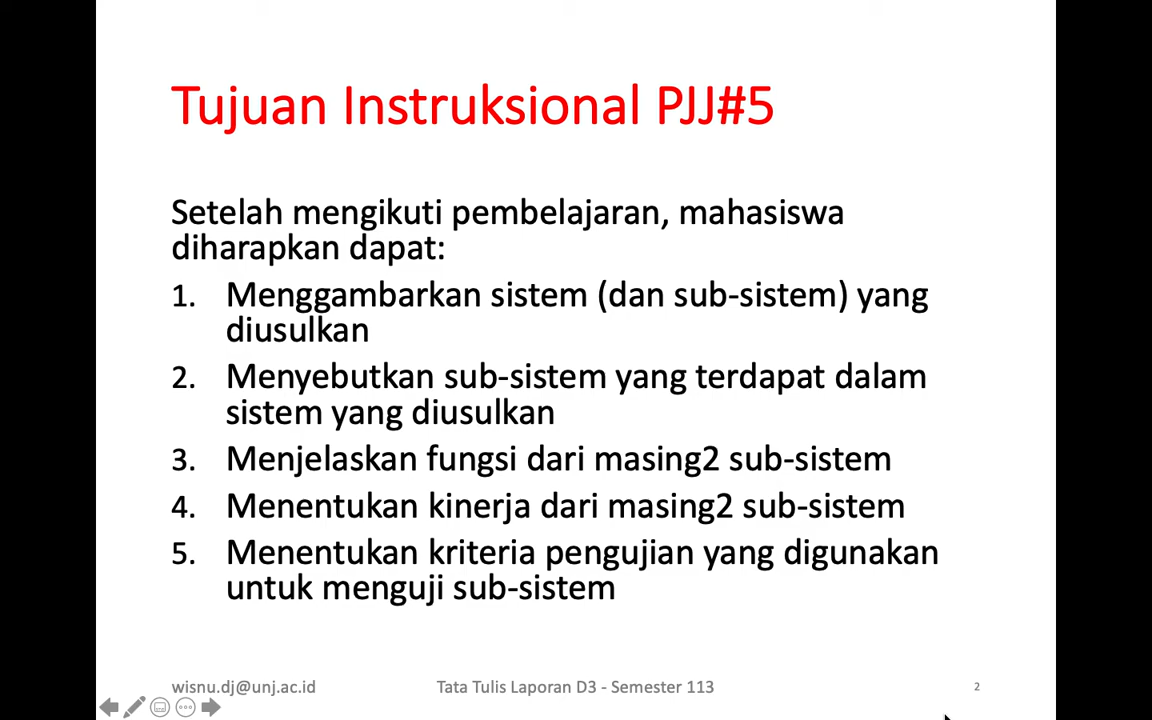 Tujuan Instruksional PJJ#5
Setelah mengikuti pembelajaran, mahasiswa
diharapkan dapat:
1. Menggambarkan sistem (dan sub-sistem) yang
diusulkan
2. Menyebutkan sub-sistem yang terdapat dalam
sistem yang diusulkan
3. Menjelaskan fungsi dari masing2 sub-sistem
4. Menentukan kinerja dari masing2 sub-sistem
5. Menentukan kriteria pengujian yang digunakan
untuk menguji sub-sistem
wisnu.dj@unj.ac.id Tata Tulis Laporan D3 - Semester 113 2